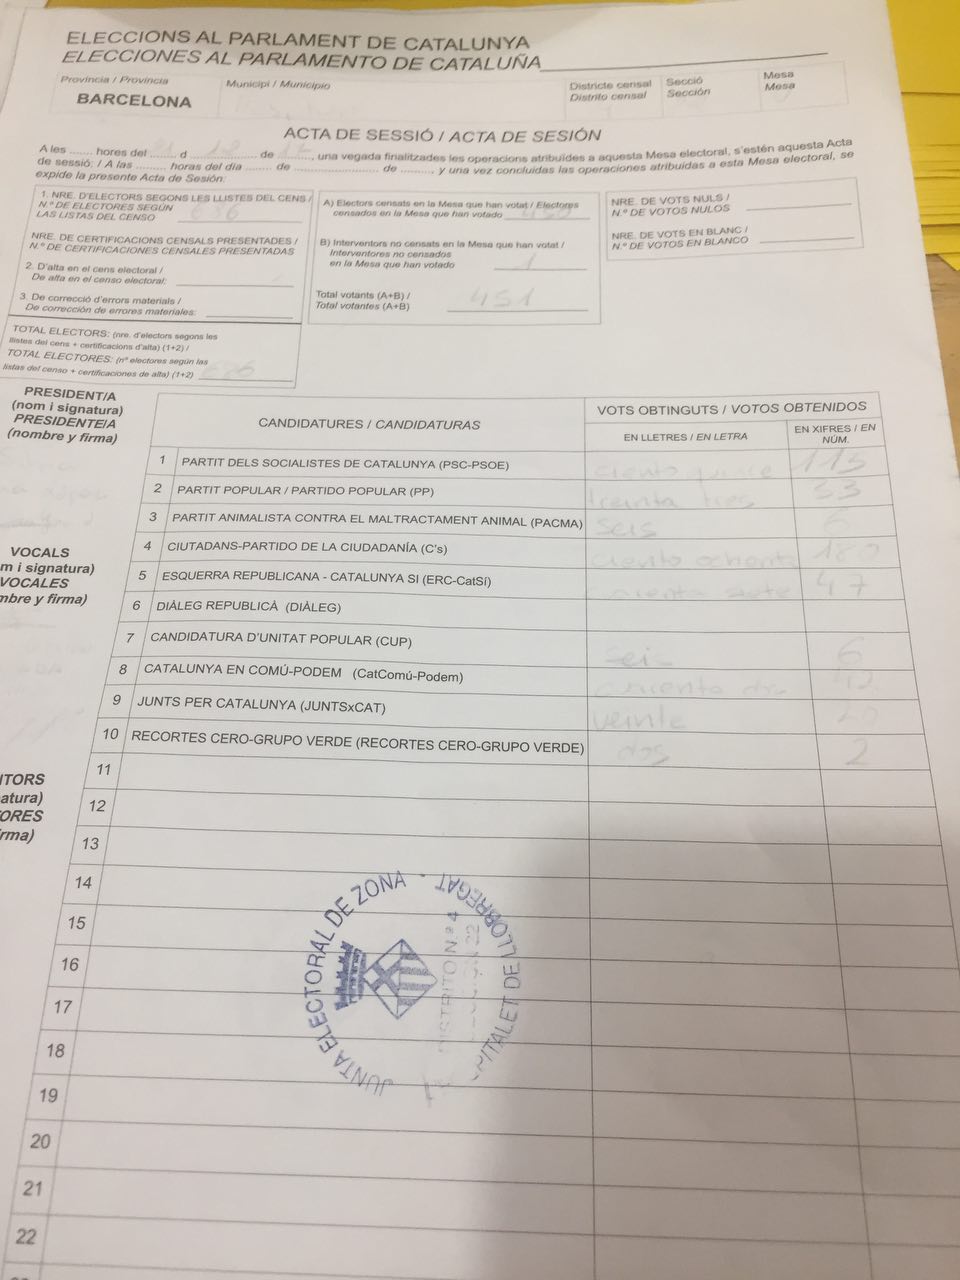 ELECCIONS AL PARLAMENT DE CATALUNYA
ELECCIONES AL PARLAMENTO DE CATALUÑA
Província / Provincia
BARCELONA
Municipi / Municipio
Districte censal
Distrito censal
Secció
Sección
Mesa
Mesa
ACTA DE SESSIÓ / ACTA DE SESIÓN
A les ....... hores del 21 d 12 de 17, una vegada finalitzades les operacions atribuïdes a aquesta Mesa electoral, s'estén aquesta Acta
de sessió: / A las ......... horas del día ....... de ..................... de ........., y una vez concluidas las operaciones atribuidas a esta Mesa electoral, se
expide la presente Acta de Sesión:
1. NRE. D'ELECTORS SEGONS LES LLISTES DEL CENS /
N.º DE ELECTORES SEGÚN
LAS LISTAS DEL CENSO 686
NRE. DE CERTIFICACIONS CENSALS PRESENTADES /
N.º DE CERTIFICACIONES CENSALES PRESENTADAS
2. D'alta en el cens electoral /
De alta en el censo electoral:
3. De correcció d'errors materials /
De corrección de errores materiales:
TOTAL ELECTORS: (nre. d'electors segons les
llistes del cens + certificacions d'alta) (1+2) /
TOTAL ELECTORES: (nº electores según las
listas del censo + certificaciones de alta) (1+2) 686
A) Electors censats en la Mesa que han votat / Electores
censados en la Mesa que han votado 450
B) Interventors no censats en la Mesa que han votat /
Interventores no censados
en la Mesa que han votado 1
Total votants (A+B) /
Total votantes (A+B) 451
NRE. DE VOTS NULS /
N.º DE VOTOS NULOS
NRE. DE VOTS EN BLANC /
N.º DE VOTOS EN BLANCO
PRESIDENT/A
(nom i signatura)
PRESIDENTE/A
(nombre y firma)
VOCALS
m i signatura)
VOCALES
mbre y firma)
ITORS
atura)
ORES
irma)
CANDIDATURES / CANDIDATURAS
VOTS OBTINGUTS / VOTOS OBTENIDOS
EN LLETRES / EN LETRA
EN XIFRES / EN
NÚM.
1 PARTIT DELS SOCIALISTES DE CATALUNYA (PSC-PSOE) ciento quince 115
2 PARTIT POPULAR / PARTIDO POPULAR (PP) treinta tres 33
3 PARTIT ANIMALISTA CONTRA EL MALTRACTAMENT ANIMAL (PACMA) seis 6
4 CIUTADANS-PARTIDO DE LA CIUDADANÍA (C's) ciento ochenta
5 ESQUERRA REPUBLICANA - CATALUNYA SI (ERC-CatSí) cuarenta siete 47
6 DIÀLEG REPUBLICÀ (DIÀLEG)
7 CANDIDATURA D'UNITAT POPULAR (CUP) seis 6
8 CATALUNYA EN COMÚ-PODEM (CatComú-Podem) 42
9 JUNTS PER CATALUNYA (JUNTSxCAT) veinte 20
10 RECORTES CERO-GRUPO VERDE (RECORTES CERO-GRUPO VERDE) dos 2
11
12
13
14
15
16
17
18
19
20
21
22
JUNTA ELECTORAL DE ZONA - L'HOSPITALET DE LLOBREGAT
DISTRITO N.º 4